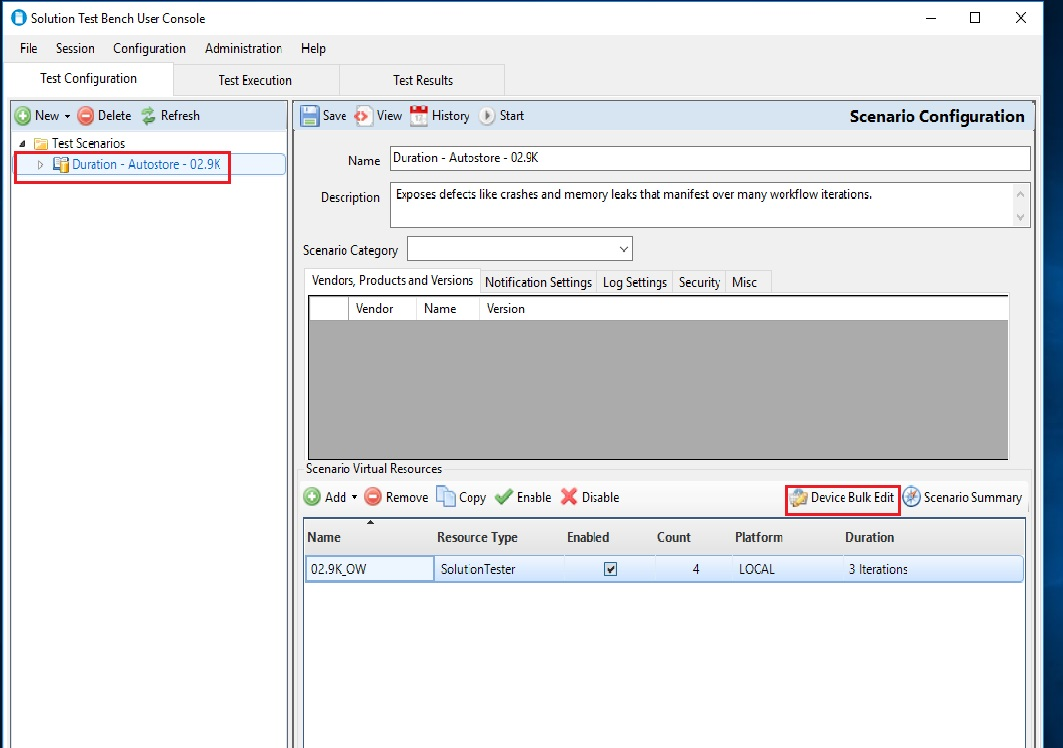 Solution Test Bench User Console
File Session Configuration Administration Help
Test Configuration Test Execution Test Results
New Delete Refresh
Save View History Start Scenario Configuration
Test Scenarios
Duration - Autostore - 02.9K
Name Duration - Autostore - 02.9K
Description Exposes defects like crashes and memory leaks that manifest over many workflow iterations.
Scenario Category
Vendors, Products and Versions Notification Settings Log Settings Security Misc
Vendor Name Version
Scenario Virtual Resources
Add Remove Copy Enable Disable Device Bulk Edit Scenario Summary
Name Resource Type Enabled Count Platform Duration
02.9K_OW SolutionTester 4 LOCAL 3 Iterations